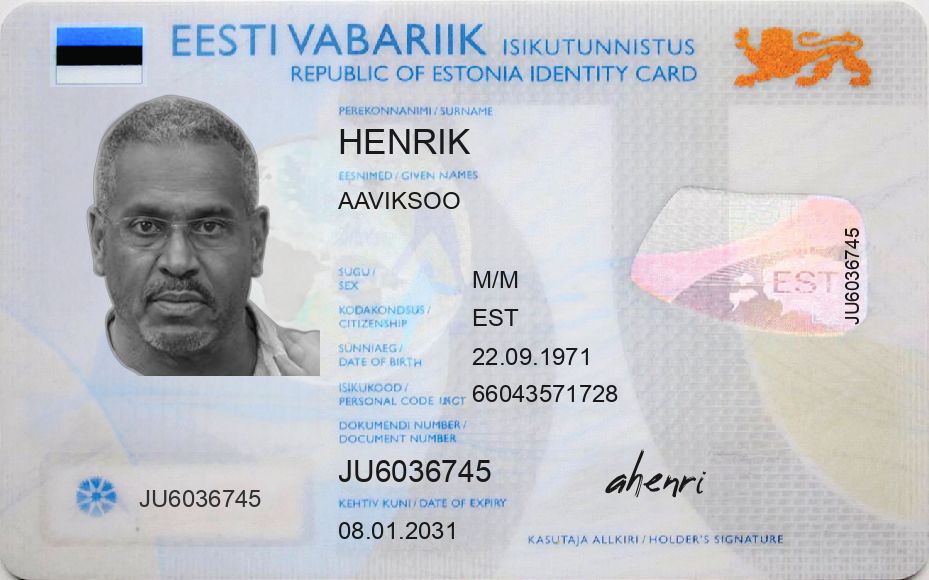 EESTI VABARIIK ISIKUTUNNISTUS
REPUBLIC OF ESTONIA IDENTITY CARD
PEREKONNANIMI / SURNAME
HENRIK
EESNIMED / GIVEN NAMES
AAVIKSOO
SUGU /
SEX
M/M
KODAKONDSUS /
CITIZENSHIP
EST
SÜNNIAEG /
DATE OF BIRTH
22.09.1971
ISIKUKOOD /
PERSONAL CODE
66043571728
DOKUMENDI NUMBER /
DOCUMENT NUMBER
JU6036745
KEHTIV KUNI / DATE OF EXPIRY
08.01.2031
JU6036745
EST
JU6036745
ahenri
KASUTAJA ALLKIRI / HOLDER'S SIGNATURE